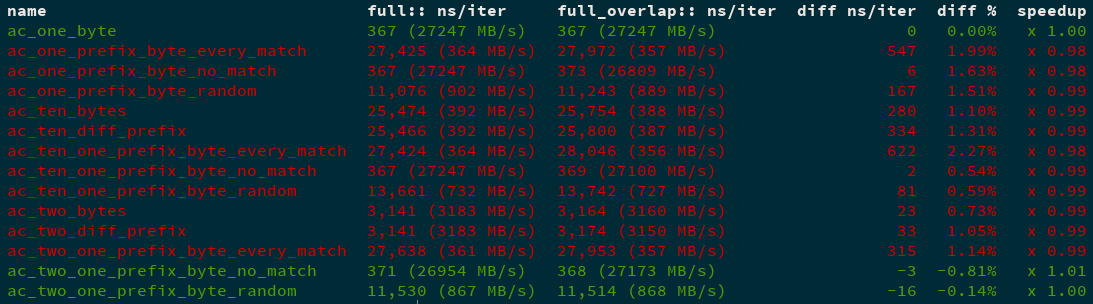 name full:: ns/iter full_overlap:: ns/iter diff ns/iter diff % speedup
ac_one_byte 367 (27247 MB/s) 367 (27247 MB/s) 0 0.00% x 1.00
ac_one_prefix_byte_every_match 27,425 (364 MB/s) 27,972 (357 MB/s) 547 1.99% x 0.98
ac_one_prefix_byte_no_match 367 (27247 MB/s) 373 (26809 MB/s) 6 1.63% x 0.98
ac_one_prefix_byte_random 11,076 (902 MB/s) 11,243 (889 MB/s) 167 1.51% x 0.99
ac_ten_bytes 25,474 (392 MB/s) 25,754 (388 MB/s) 280 1.10% x 0.99
ac_ten_diff_prefix 25,466 (392 MB/s) 25,800 (387 MB/s) 334 1.31% x 0.99
ac_ten_one_prefix_byte_every_match 27,424 (364 MB/s) 28,046 (356 MB/s) 622 2.27% x 0.98
ac_ten_one_prefix_byte_no_match 367 (27247 MB/s) 369 (27100 MB/s) 2 0.54% x 0.99
ac_ten_one_prefix_byte_random 13,661 (732 MB/s) 13,742 (727 MB/s) 81 0.59% x 0.99
ac_two_bytes 3,141 (3183 MB/s) 3,164 (3160 MB/s) 23 0.73% x 0.99
ac_two_diff_prefix 3,141 (3183 MB/s) 3,174 (3150 MB/s) 33 1.05% x 0.99
ac_two_one_prefix_byte_every_match 27,638 (361 MB/s) 27,953 (357 MB/s) 315 1.14% x 0.99
ac_two_one_prefix_byte_no_match 371 (26954 MB/s) 368 (27173 MB/s) -3 -0.81% x 1.01
ac_two_one_prefix_byte_random 11,530 (867 MB/s) 11,514 (868 MB/s) -16 -0.14% x 1.00